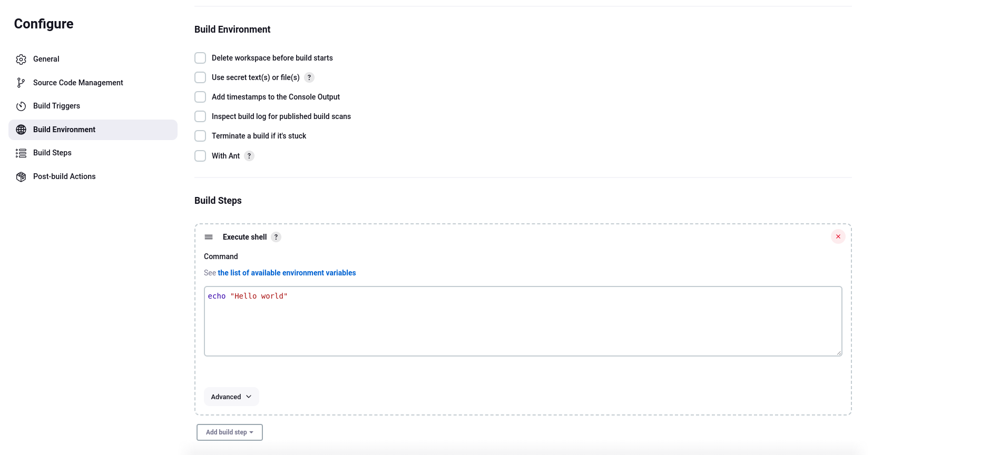 Configure
General
Source Code Management
Build Triggers
Build Environment
Build Steps
Post-build Actions
Build Environment
Delete workspace before build starts
Use secret text(s) or file(s) ?
Add timestamps to the Console Output
Inspect build log for published build scans
Terminate a build if it's stuck
With Ant ?
Build Steps
Execute shell ?
Command
See the list of available environment variables
echo "Hello world"
Advanced
Add build step